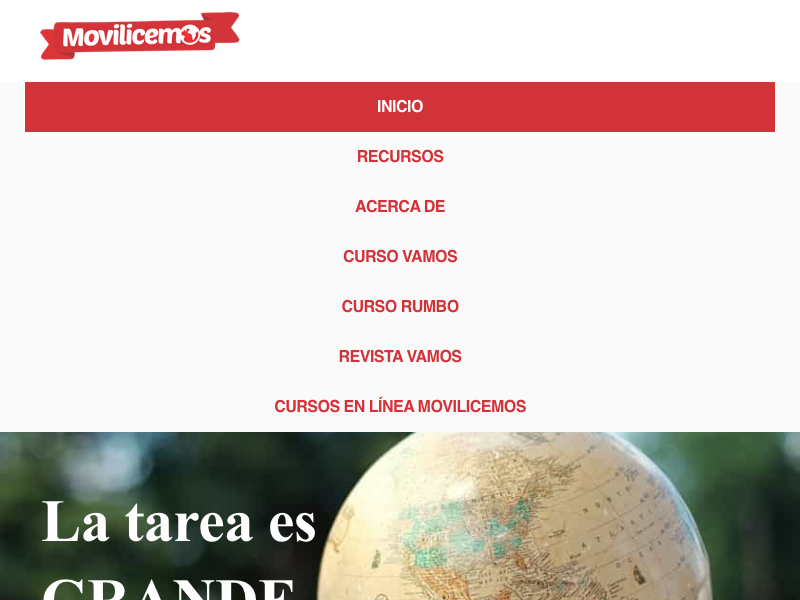 Movilicemos
INICIO
RECURSOS
ACERCA DE
CURSO VAMOS
CURSO RUMBO
REVISTA VAMOS
CURSOS EN LÍNEA MOVILICEMOS
La tarea es
GRANDE